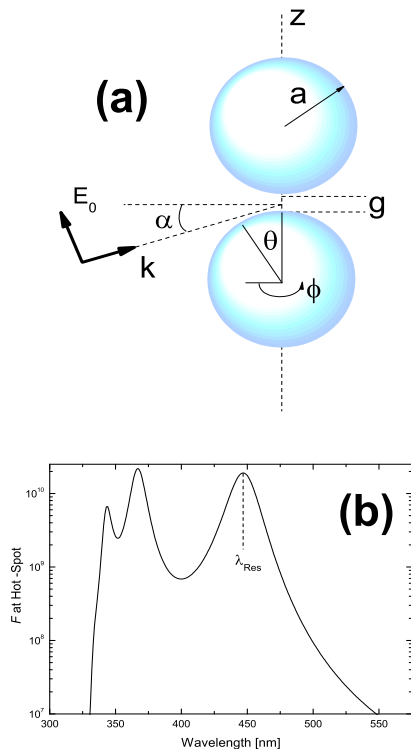 z
(a)
a
E0
α
g
k
θ
ϕ
(b)
F at Hot -Spot
10^10
10^9
10^8
10^7
λRes
300 350 400 450 500 550
Wavelength [nm]